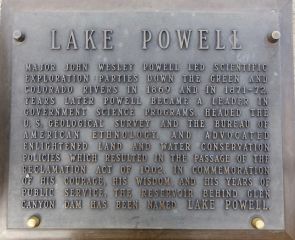 LAKE POWELL
MAJOR JOHN WESLEY POWELL LED SCIENTIFIC
EXPLORATION PARTIES DOWN THE GREEN AND
COLORADO RIVERS IN 1869 AND IN 1871-72.
YEARS LATER POWELL BECAME A LEADER IN
GOVERNMENT SCIENCE PROGRAMS, HEADED THE
U.S. GEOLOGICAL SURVEY AND THE BUREAU OF
AMERICAN ETHNOLOGY, AND ADVOCATED
ENLIGHTENED LAND AND WATER CONSERVATION
POLICIES WHICH RESULTED IN THE PASSAGE OF THE
RECLAMATION ACT OF 1902. IN COMMEMORATION
OF HIS COURAGE, HIS WISDOM AND HIS YEARS OF
PUBLIC SERVICE, THE RESERVOIR BEHIND GLEN
CANYON DAM HAS BEEN NAMED LAKE POWELL.